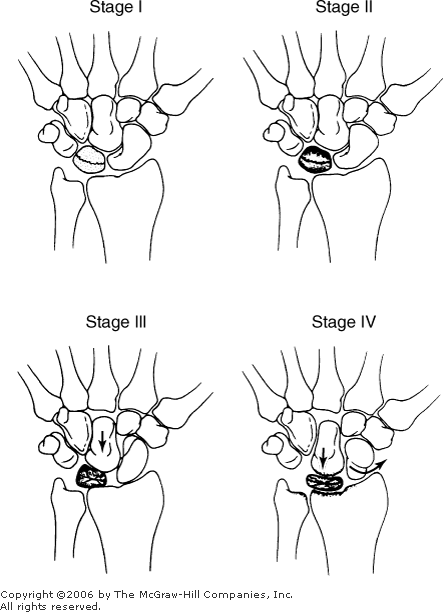 Stage I
Stage II
Stage III
Stage IV
Copyright ©2006 by The McGraw-Hill Companies, Inc.
All rights reserved.